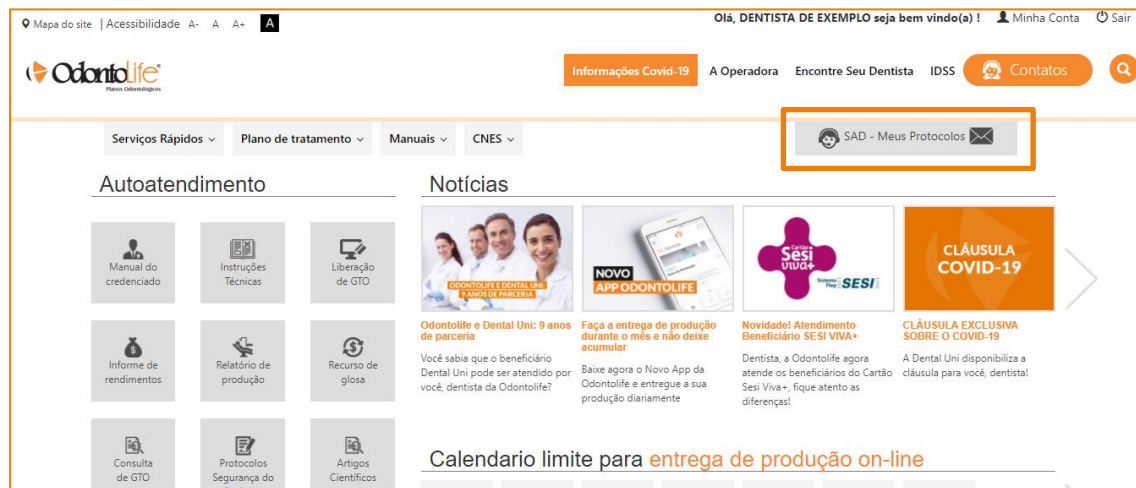 Mapa do site | Acessibilidade A- A A+ A
Olá, DENTISTA DE EXEMPLO seja bem vindo(a) ! Minha Conta Sair
OdontoLife
Planos Odontológicos
Informações Covid-19 A Operadora Encontre Seu Dentista IDSS Contatos
Serviços Rápidos Plano de tratamento Manuais CNES
SAD - Meus Protocolos
Autoatendimento
Manual do
credenciado
Instruções
Técnicas
Liberação
de GTO
Informe de
rendimentos
Relatório de
produção
Recurso de
glosa
Consulta
de GTO
Protocolos
Segurança do
Artigos
Científicos
Notícias
ODONTOLIFE E DENTAL UNI:
9 ANOS DE PARCERIA
Odontolife e Dental Uni: 9 anos
de parceria
Você sabia que o beneficiário
Dental Uni pode ser atendido por
você, dentista da Odontolife?
NOVO
APP ODONTOLIFE
Faça a entrega de produção
durante o mês e não deixe
acumular
Baixe agora o Novo App da
Odontolife e entregue a sua
produção diariamente
Cartão
Sesi
viva+
Sistema
Fiep SESI
Novidade! Atendimento
Beneficiário SESI VIVA+
Dentista, a Odontolife agora
atende os beneficiários do Cartão
Sesi Viva+, fique atento as
diferenças!
CLÁUSULA
COVID-19
CLÁUSULA EXCLUSIVA
SOBRE O COVID-19
A Dental Uni disponibiliza a
cláusula para você, dentista!
Calendario limite para entrega de produção on-line